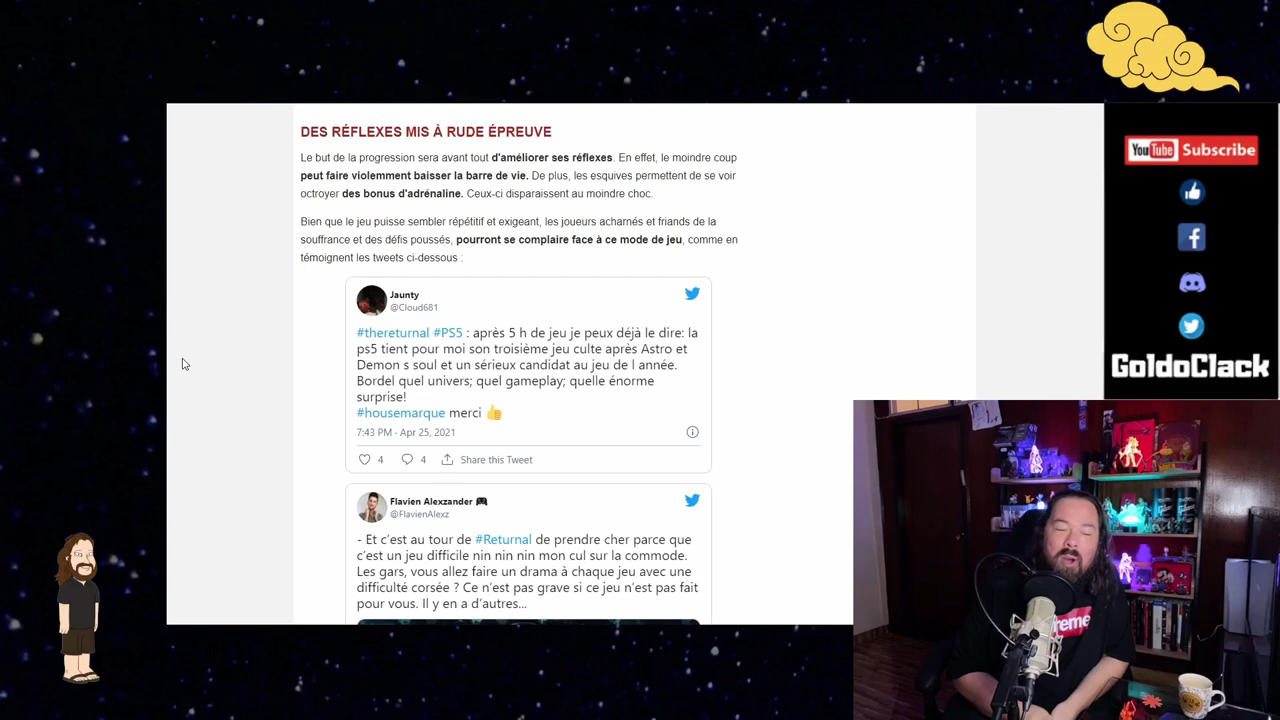 DES RÉFLEXES MIS À RUDE ÉPREUVE
Le but de la progression sera avant tout d'améliorer ses réflexes. En effet, le moindre coup
peut faire violemment baisser la barre de vie. De plus, les esquives permettent de se voir
octroyer des bonus d'adrénaline. Ceux-ci disparaissent au moindre choc.
Bien que le jeu puisse sembler répétitif et exigeant, les joueurs acharnés et friands de la
souffrance et des défis poussés, pourront se complaire face à ce mode de jeu, comme en
témoignent les tweets ci-dessous :
Jaunty
@Cloud681
#thereturnal #PS5 : après 5 h de jeu je peux déjà le dire: la
ps5 tient pour moi son troisième jeu culte après Astro et
Demon s soul et un sérieux candidat au jeu de l année.
Bordel quel univers; quel gameplay; quelle énorme
surprise!
#housemarque merci 👍
7:43 PM - Apr 25, 2021
4 4 Share this Tweet
Flavien Alexzander 🎮
@FlavienAlexz
- Et c'est au tour de #Returnal de prendre cher parce que
c'est un jeu difficile nin nin nin mon cul sur la commode.
Les gars, vous allez faire un drama à chaque jeu avec une
difficulté corsée ? Ce n'est pas grave si ce jeu n'est pas fait
pour vous. Il y en a d'autres...
YouTube Subscribe
GoldoClack
reme